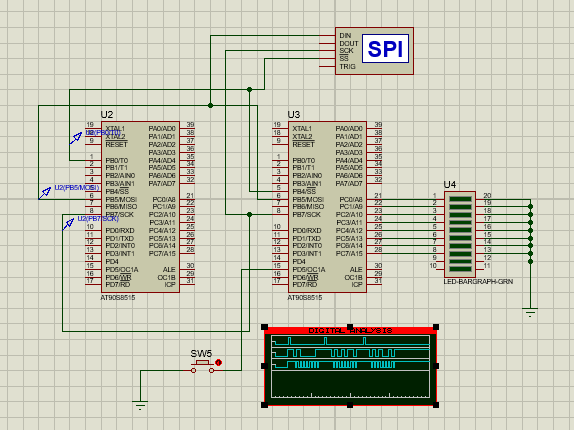 DIN
DOUT
SCK
SS
TRIG
SPI
U2
19 XTAL1 PA0/AD0 39
18 XTAL2 PA1/AD1 38
9 RESET PA2/AD2 37
PA3/AD3 36
1 PB0/T0 PA4/AD4 35
2 PB1/T1 PA5/AD5 34
3 PB2/AIN0 PA6/AD6 33
4 PB3/AIN1 PA7/AD7 32
5 PB4/SS
6 PB5/MOSI PC0/A8 21
7 PB6/MISO PC1/A9 22
8 PB7/SCK PC2/A10 23
PC3/A11 24
10 PD0/RXD PC4/A12 25
11 PD1/TXD PC5/A13 26
12 PD2/INT0 PC6/A14 27
13 PD3/INT1 PC7/A15 28
14 PD4
15 PD5/OC1A ALE 30
16 PD6/WR OC1B 29
17 PD7/RD ICP 31
AT90S8515
U2(PB0/T0)
U2(PB5/MOSI)
U2(PB7/SCK)
U3
19 XTAL1 PA0/AD0 39
18 XTAL2 PA1/AD1 38
9 RESET PA2/AD2 37
PA3/AD3 36
1 PB0/T0 PA4/AD4 35
2 PB1/T1 PA5/AD5 34
3 PB2/AIN0 PA6/AD6 33
4 PB3/AIN1 PA7/AD7 32
5 PB4/SS
6 PB5/MOSI PC0/A8 21
7 PB6/MISO PC1/A9 22
8 PB7/SCK PC2/A10 23
PC3/A11 24
10 PD0/RXD PC4/A12 25
11 PD1/TXD PC5/A13 26
12 PD2/INT0 PC6/A14 27
13 PD3/INT1 PC7/A15 28
14 PD4
15 PD5/OC1A ALE 30
16 PD6/WR OC1B 29
17 PD7/RD ICP 31
AT90S8515
U4
1 20
2 19
3 18
4 17
5 16
6 15
7 14
8 13
9 12
10 11
LED-BARGRAPH-GRN
SW5
DIGITAL ANALYSIS